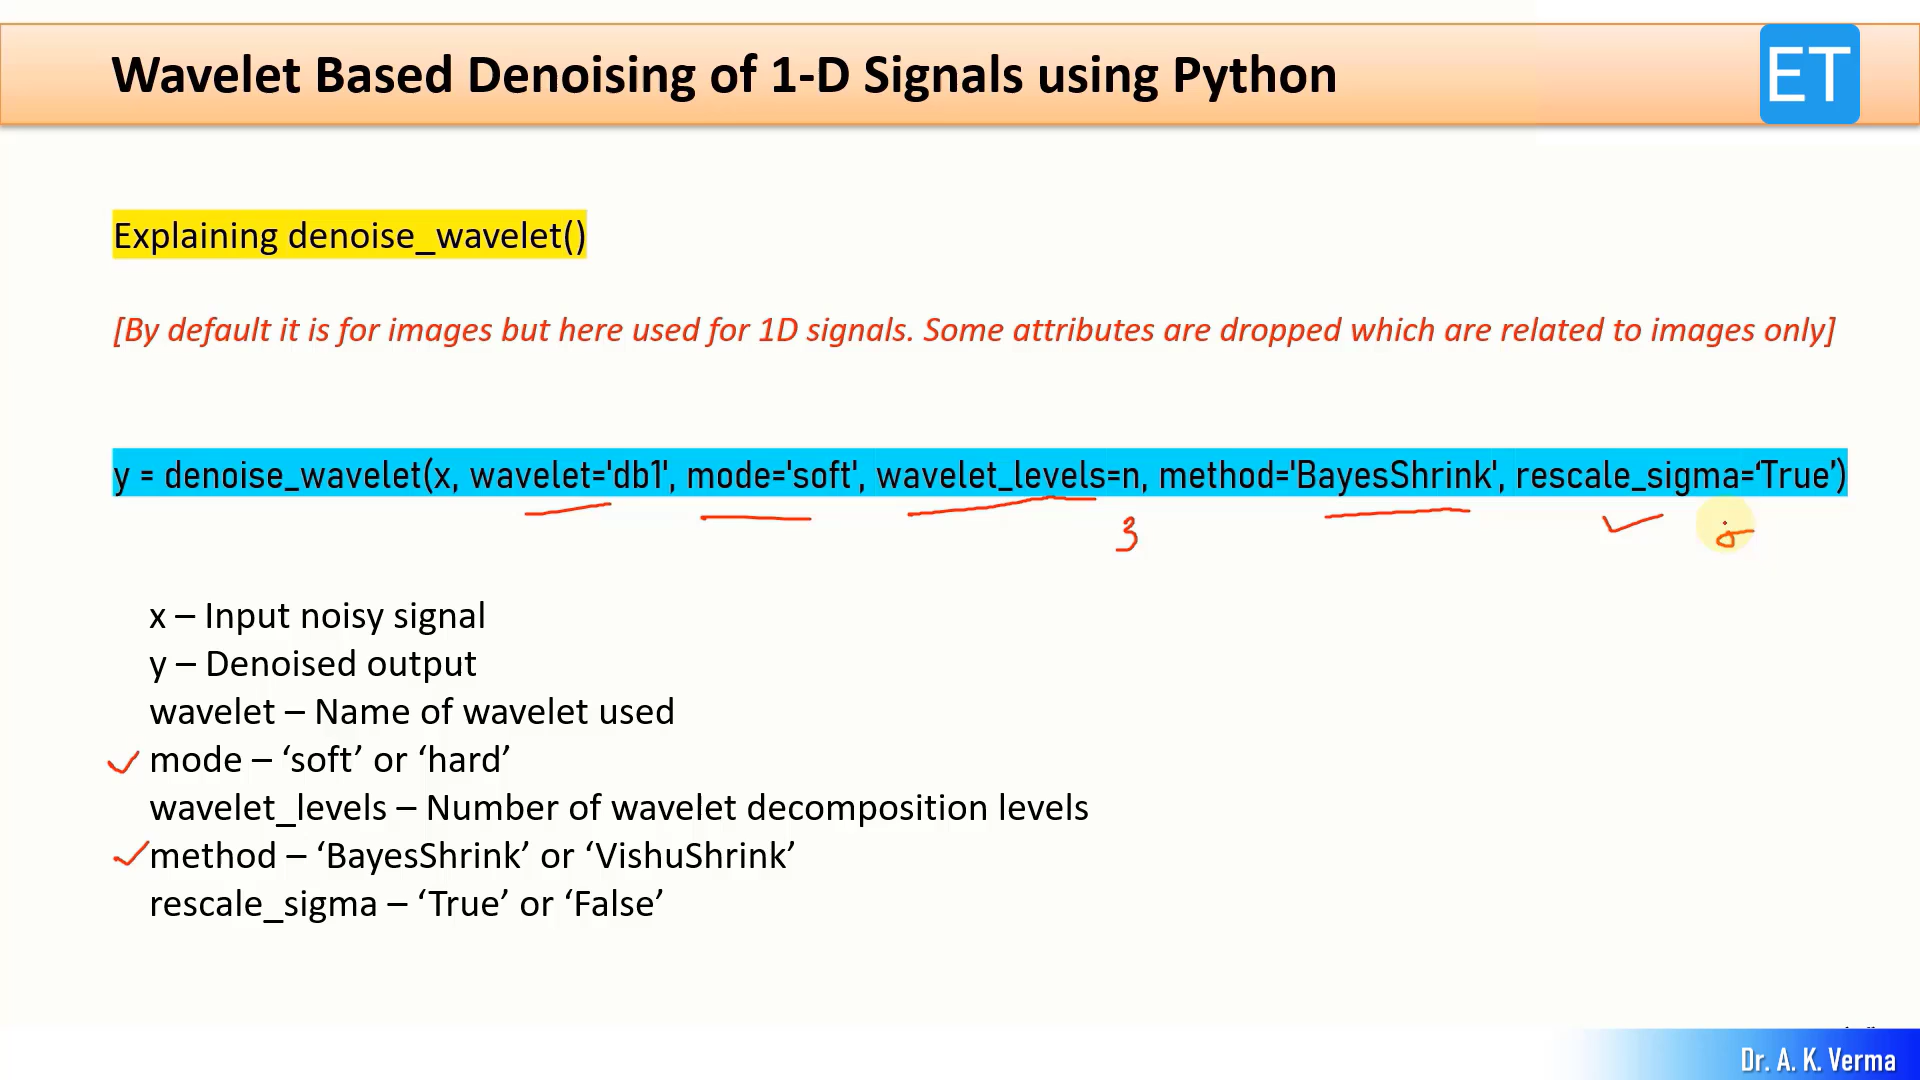 Wavelet Based Denoising of 1-D Signals using Python
ET
Explaining denoise_wavelet()
[By default it is for images but here used for 1D signals. Some attributes are dropped which are related to images only]
y = denoise_wavelet(x, wavelet='db1', mode='soft', wavelet_levels=n, method='BayesShrink', rescale_sigma=‘True’)
3
σ
x – Input noisy signal
y – Denoised output
wavelet – Name of wavelet used
mode – ‘soft’ or ‘hard’
wavelet_levels – Number of wavelet decomposition levels
method – ‘BayesShrink’ or ‘VishuShrink’
rescale_sigma – ‘True’ or ‘False’
Dr. A. K. Verma